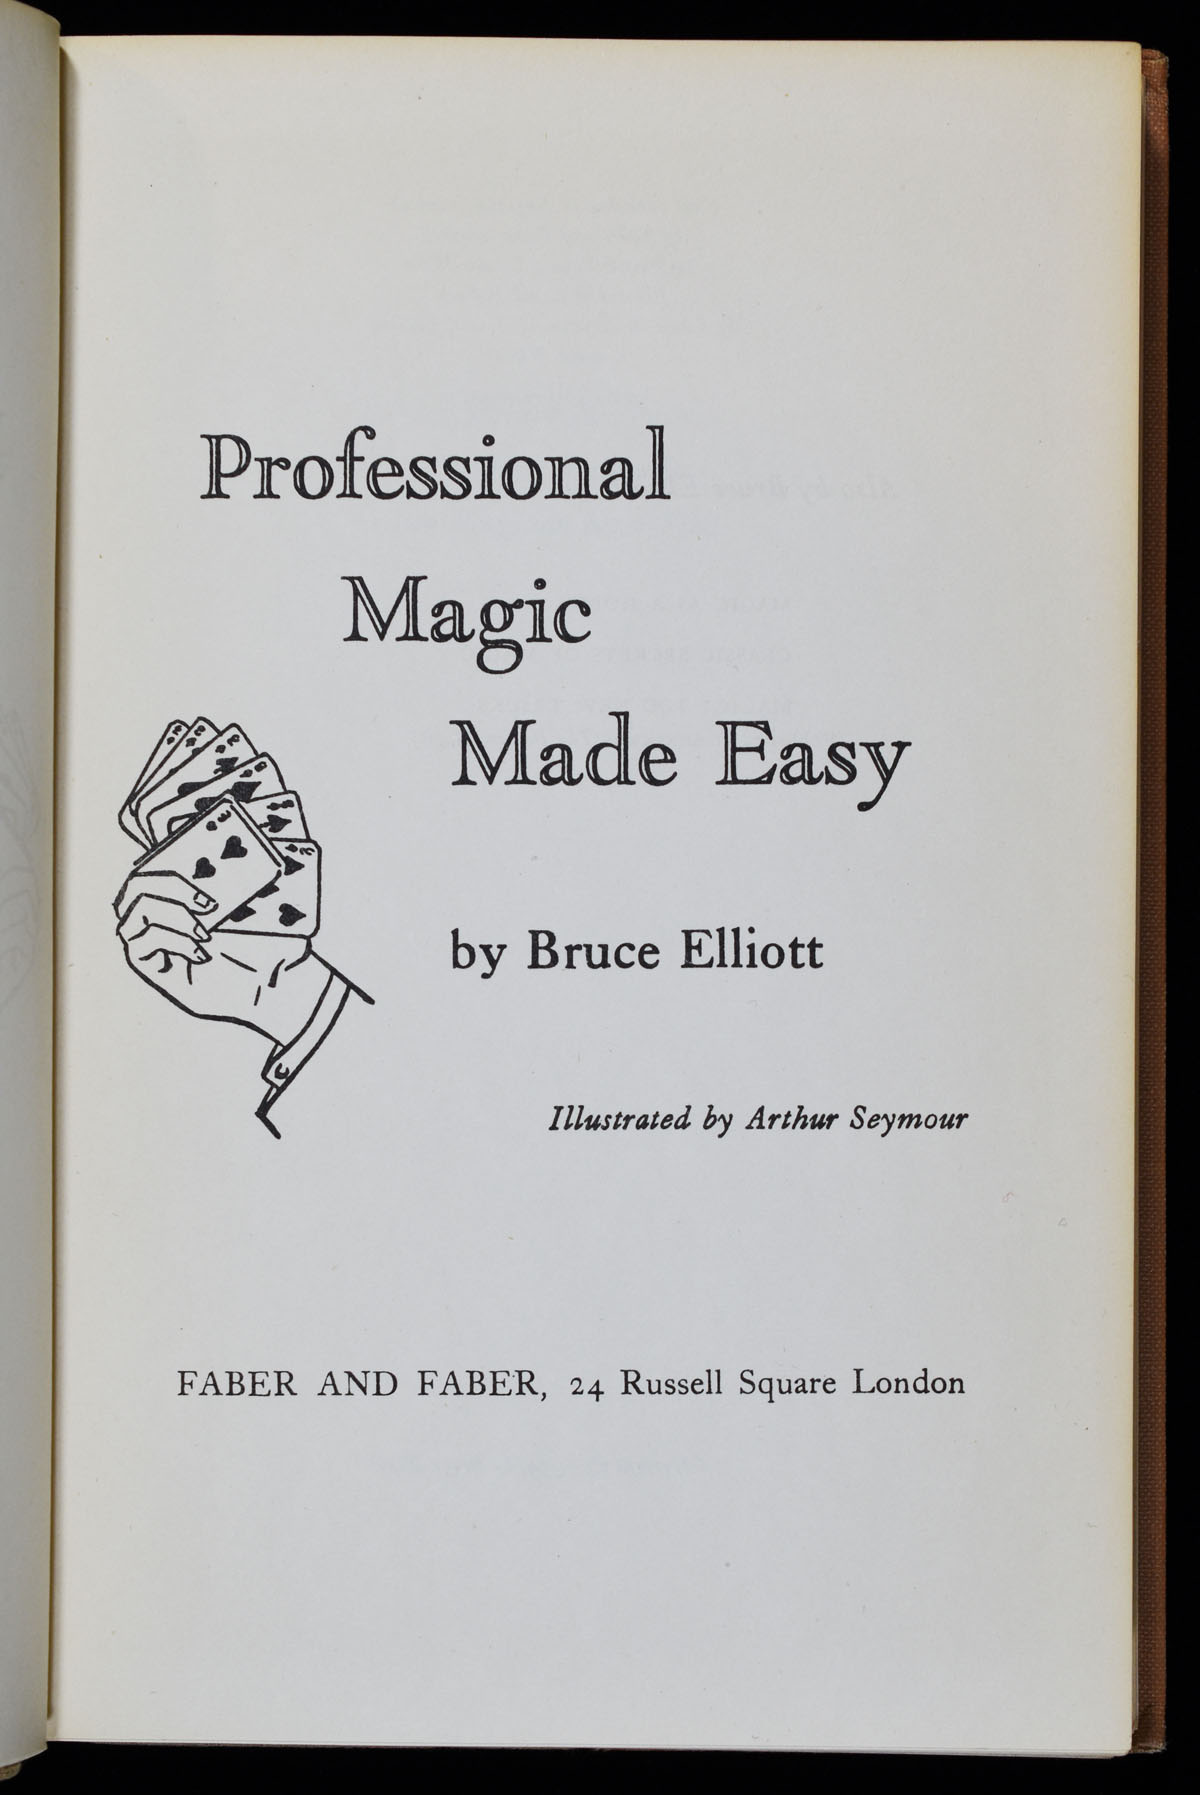 Professional
Magic
Made Easy
by Bruce Elliott
Illustrated by Arthur Seymour
FABER AND FABER, 24 Russell Square London